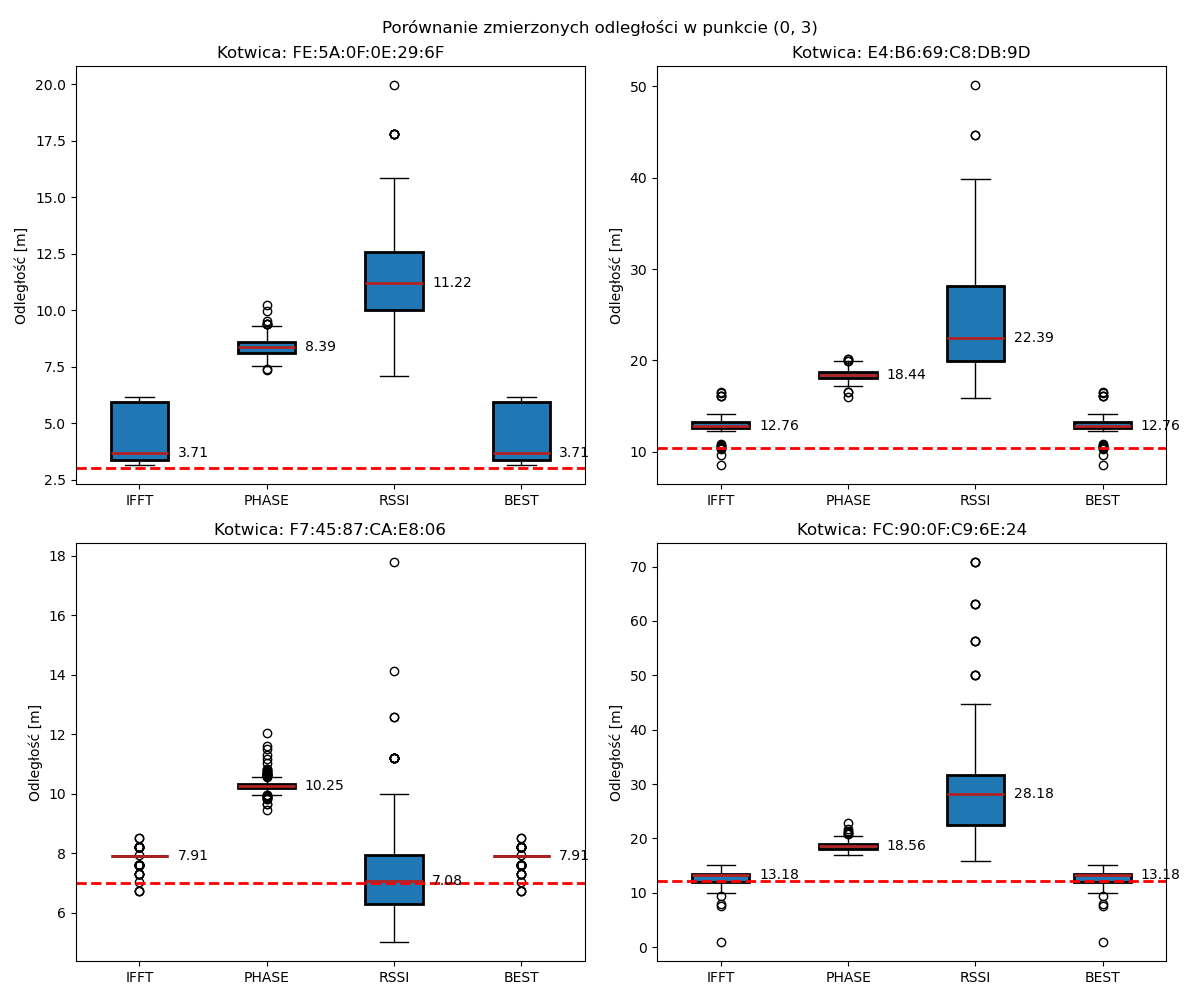 Porównanie zmierzonych odległości w punkcie (0, 3)
Kotwica: FE:5A:0F:0E:29:6F
Odległość [m]
20.0
17.5
15.0
12.5
10.0
7.5
5.0
2.5
3.71
8.39
11.22
3.71
IFFT
PHASE
RSSI
BEST
Kotwica: E4:B6:69:C8:DB:9D
Odległość [m]
50
40
30
20
10
12.76
18.44
22.39
12.76
IFFT
PHASE
RSSI
BEST
Kotwica: F7:45:87:CA:E8:06
Odległość [m]
18
16
14
12
10
8
6
7.91
10.25
7.08
7.91
IFFT
PHASE
RSSI
BEST
Kotwica: FC:90:0F:C9:6E:24
Odległość [m]
70
60
50
40
30
20
10
0
13.18
18.56
28.18
13.18
IFFT
PHASE
RSSI
BEST